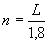 n = L / 1,8